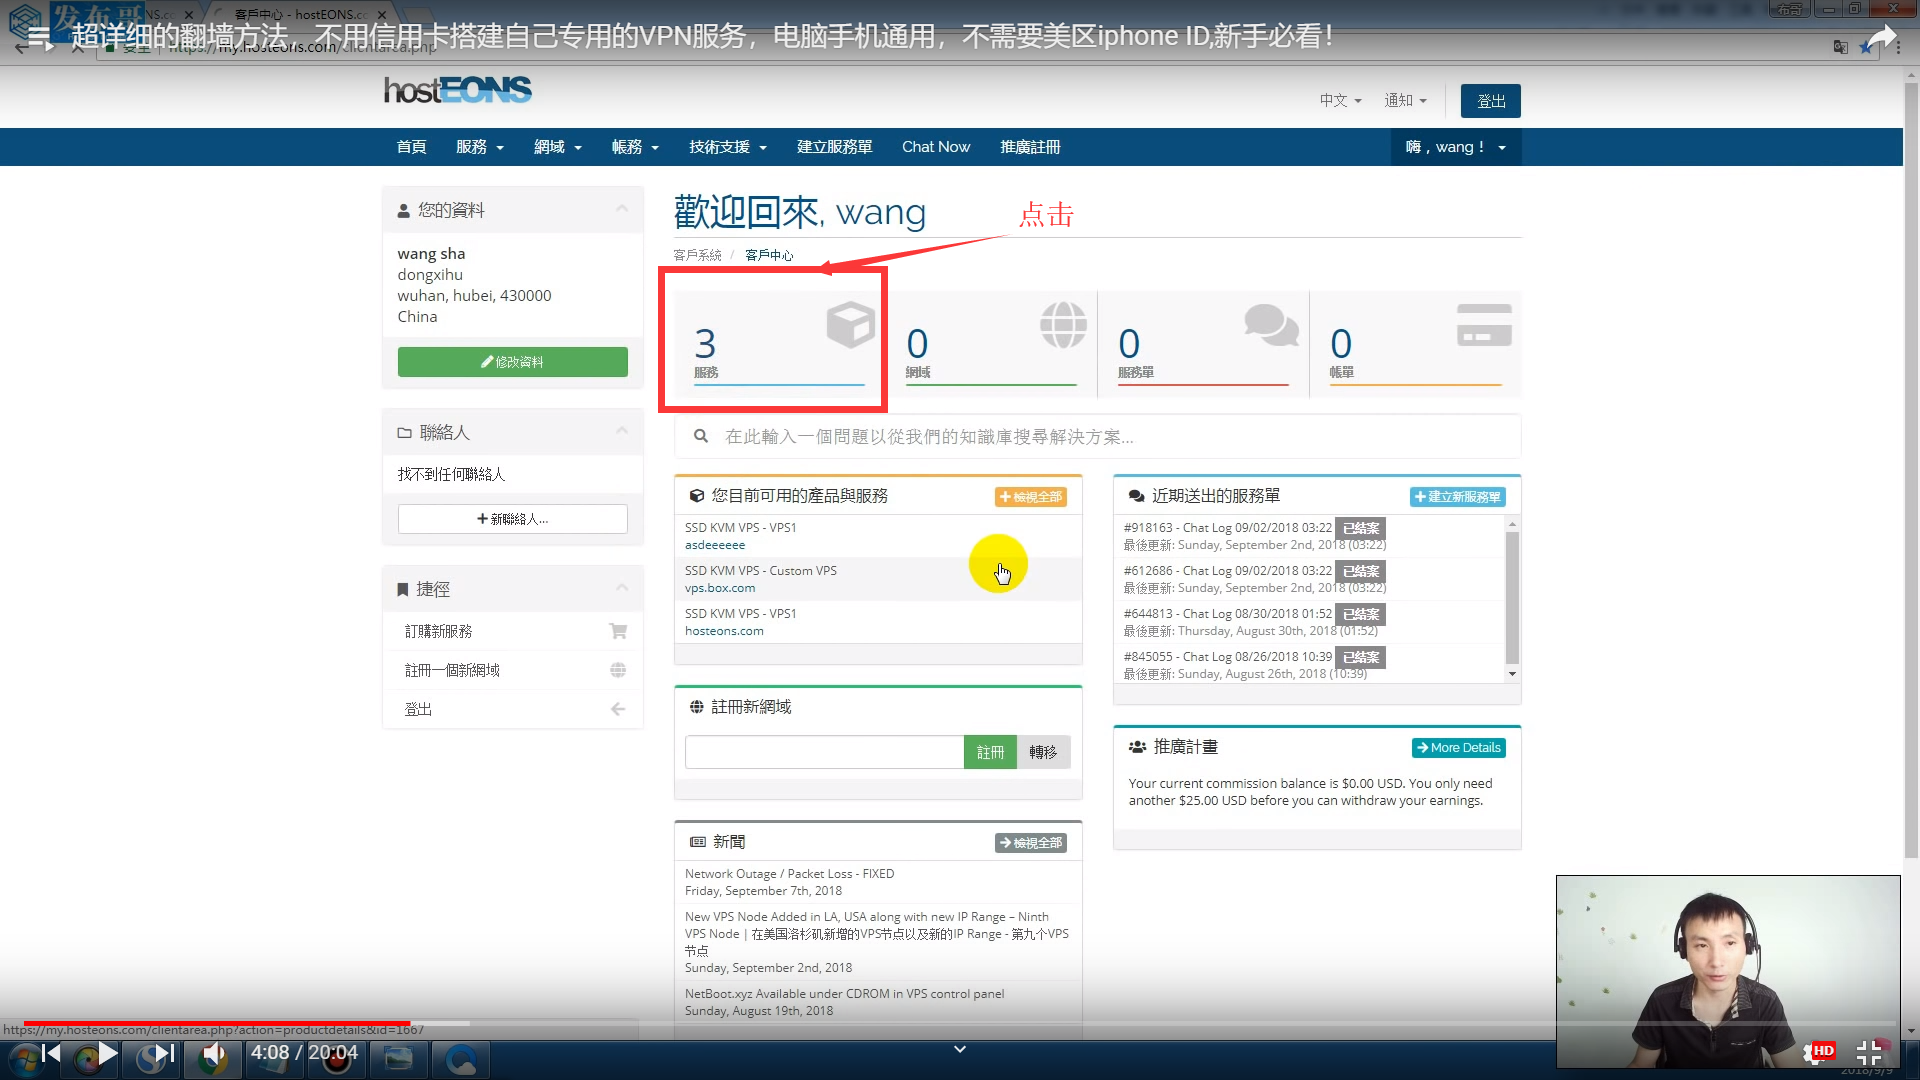 发布哥
客戶中心 - hostEONS.co
超详细的翻墙方法，不用信用卡搭建自己专用的VPN服务，电脑手机通用，不需要美区iphone ID,新手必看！
安全 https://my.hosteons.com/clientarea.php
hostEONS
中文 通知 登出
首頁 服務 網域 帳務 技術支援 建立服務單 Chat Now 推廣註冊 嗨，wang！
您的資料
wang sha
dongxihu
wuhan, hubei, 430000
China
修改資料
聯絡人
找不到任何聯絡人
新聯絡人...
捷徑
訂購新服務
註冊一個新網域
登出
歡迎回來, wang
点击
客戶系統 / 客戶中心
3 服務
0 網域
0 服務單
0 帳單
在此輸入一個問題以從我們的知識庫搜尋解決方案...
您目前可用的產品與服務 檢視全部
SSD KVM VPS - VPS1
asdeeeeee
SSD KVM VPS - Custom VPS
vps.box.com
SSD KVM VPS - VPS1
hosteons.com
註冊新網域
註冊 轉移
新聞 檢視全部
Network Outage / Packet Loss - FIXED
Friday, September 7th, 2018
New VPS Node Added in LA, USA along with new IP Range – Ninth
VPS Node | 在美国洛杉矶新增的VPS节点以及新的IP Range - 第九个VPS
节点
Sunday, September 2nd, 2018
NetBoot.xyz Available under CDROM in VPS control panel
Sunday, August 19th, 2018
近期送出的服務單 建立新服務單
#918163 - Chat Log 09/02/2018 03:22 已結案
最後更新: Sunday, September 2nd, 2018 (03:22)
#612686 - Chat Log 09/02/2018 03:22 已結案
最後更新: Sunday, September 2nd, 2018 (03:22)
#644813 - Chat Log 08/30/2018 01:52 已結案
最後更新: Thursday, August 30th, 2018 (01:52)
#845055 - Chat Log 08/26/2018 10:39 已結案
最後更新: Sunday, August 26th, 2018 (10:39)
推廣計畫 More Details
Your current commission balance is $0.00 USD. You only need
another $25.00 USD before you can withdraw your earnings.
https://my.hosteons.com/clientarea.php?action=productdetails&id=1667
4:08 / 20:04
HD
2018/9/9